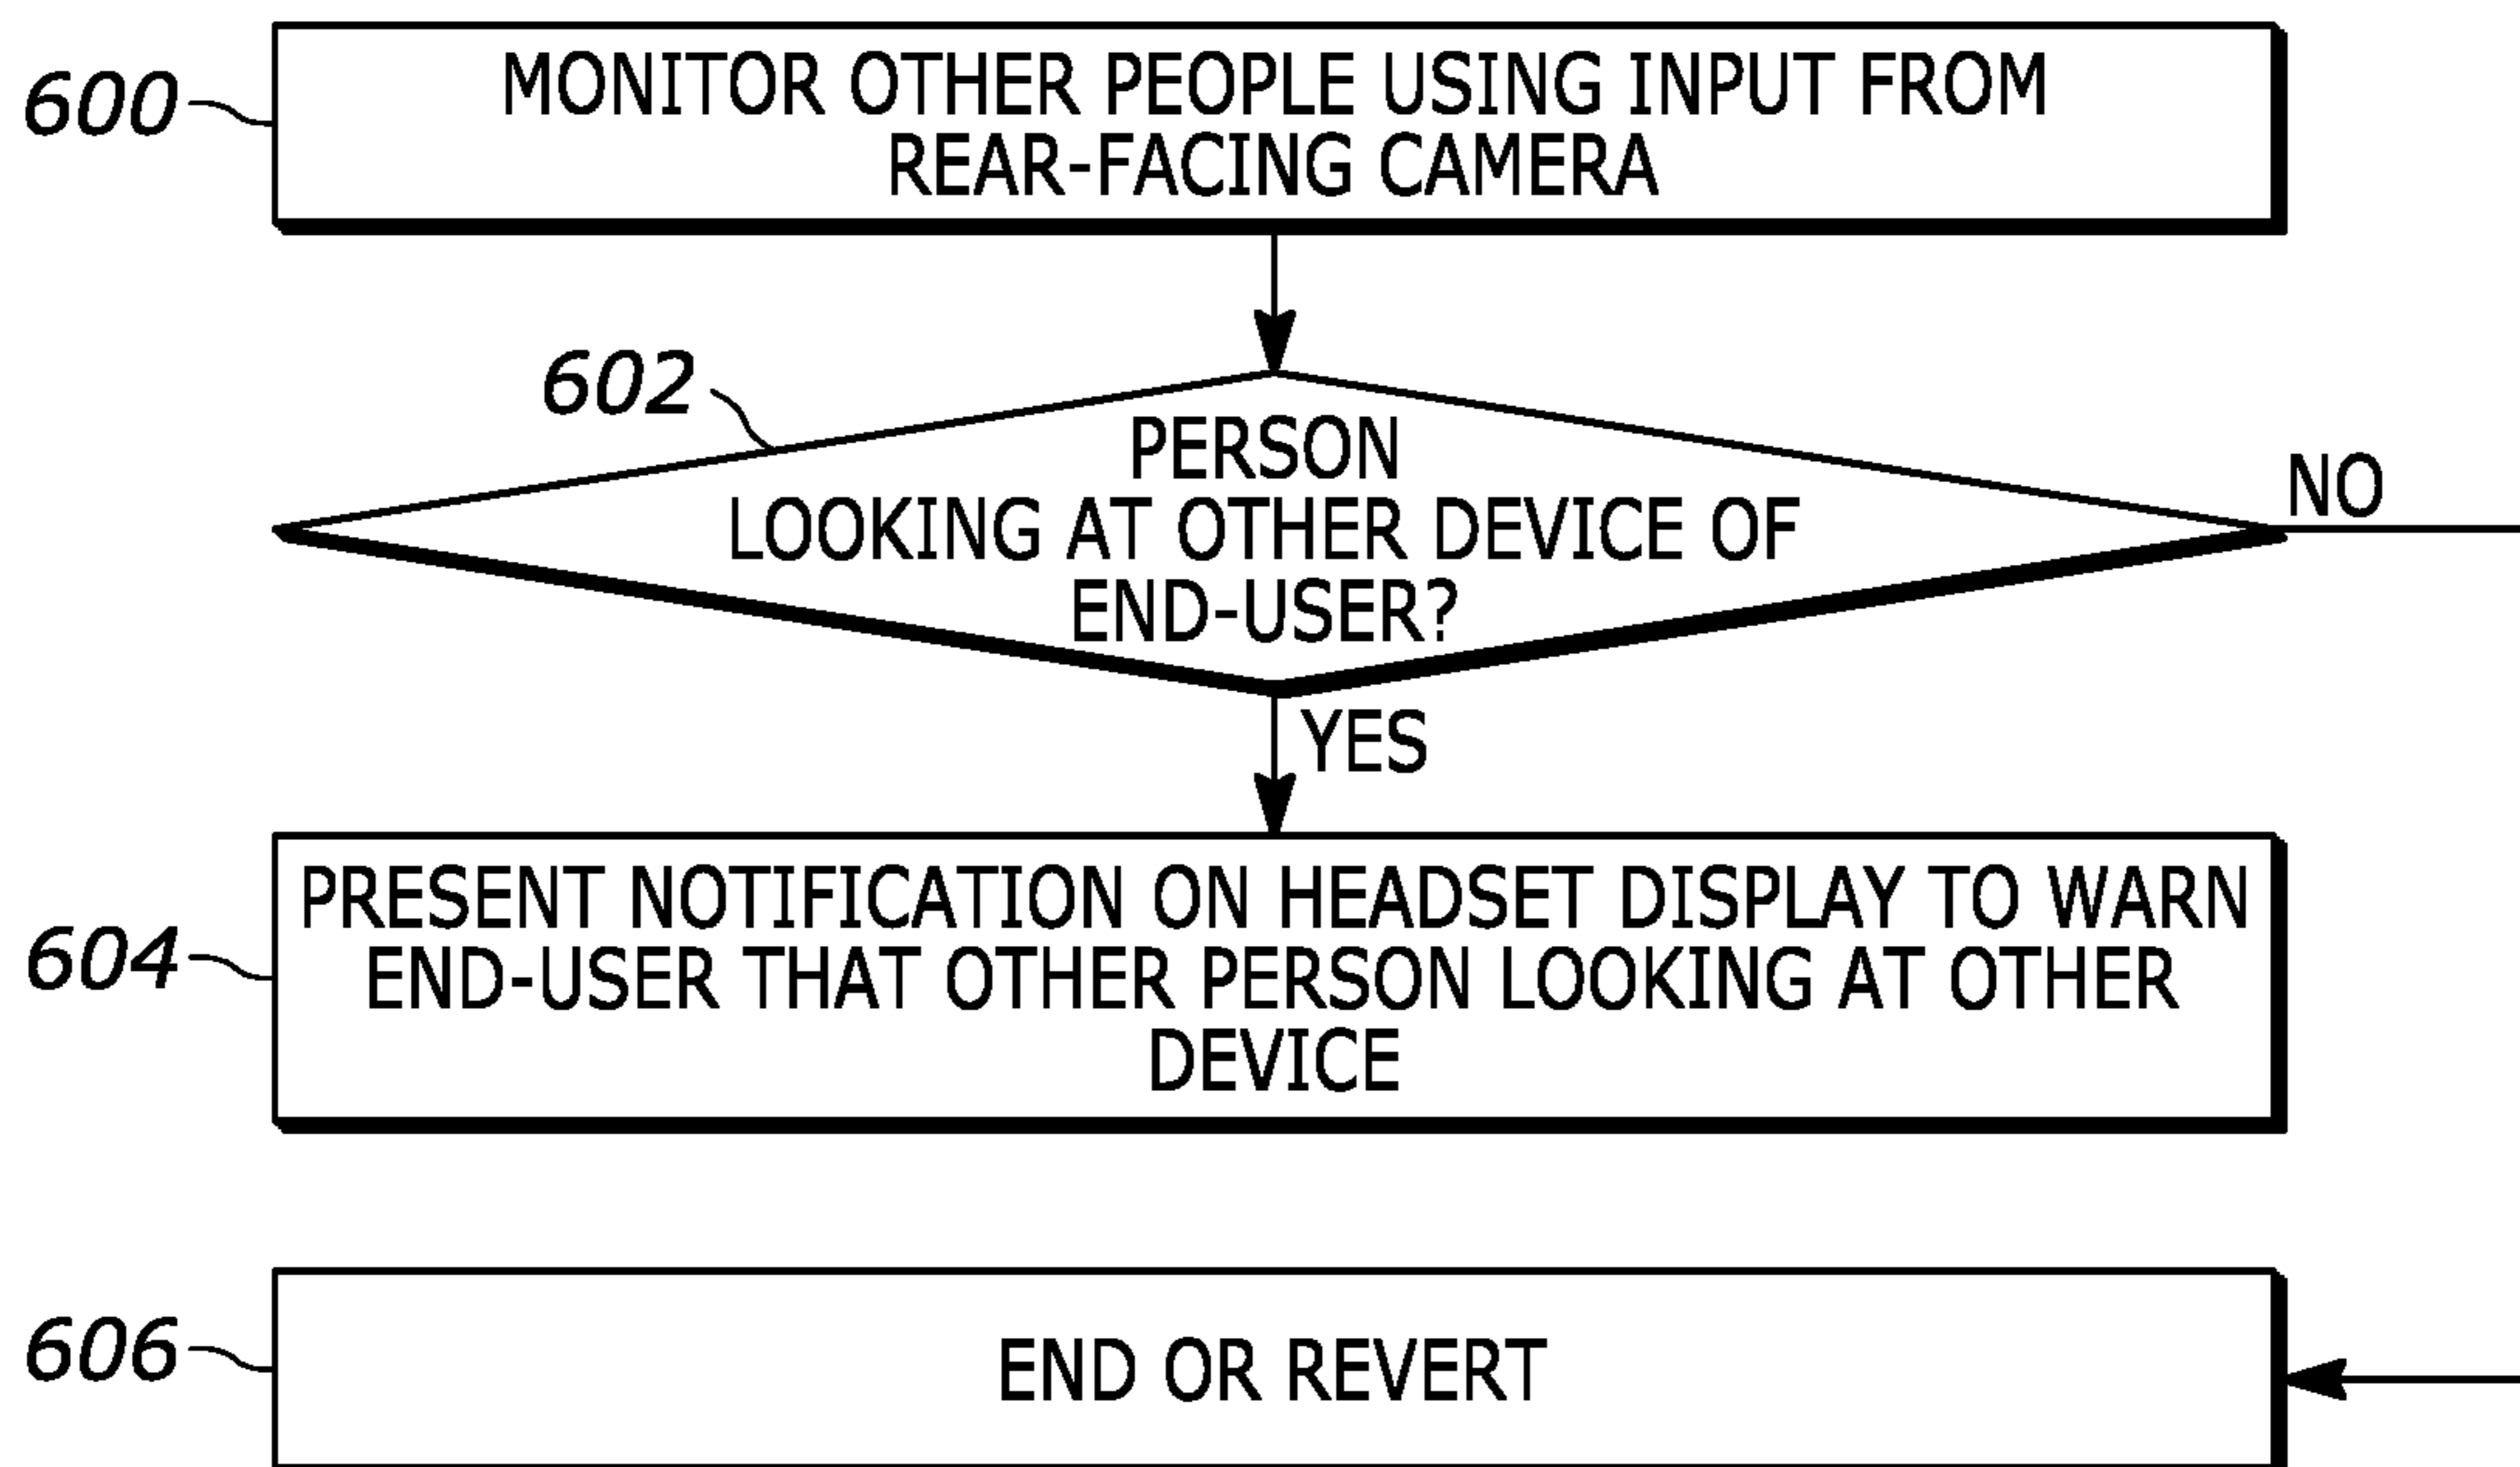 600
MONITOR OTHER PEOPLE USING INPUT FROM
REAR-FACING CAMERA
602
PERSON
LOOKING AT OTHER DEVICE OF
END-USER?
NO
YES
604
PRESENT NOTIFICATION ON HEADSET DISPLAY TO WARN
END-USER THAT OTHER PERSON LOOKING AT OTHER
DEVICE
606
END OR REVERT